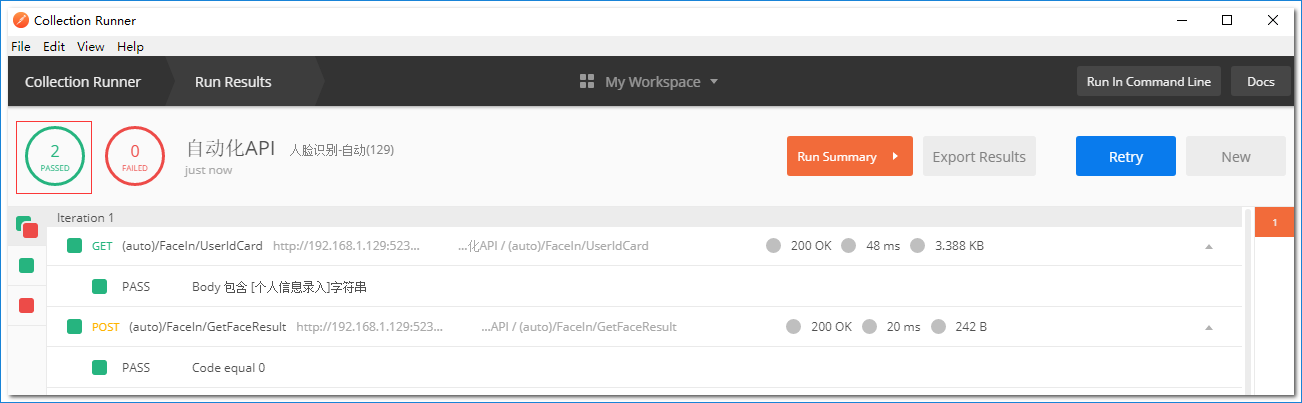 Collection Runner
File Edit View Help
Collection Runner Run Results My Workspace Run In Command Line Docs
2 PASSED 0 FAILED 自动化API 人脸识别-自动(129) just now Run Summary Export Results Retry New
Iteration 1 1
GET (auto)/FaceIn/UserIdCard http://192.168.1.129:523... ...化API / (auto)/FaceIn/UserIdCard 200 OK 48 ms 3.388 KB
PASS Body 包含 [个人信息录入]字符串
POST (auto)/FaceIn/GetFaceResult http://192.168.1.129:523... ...API / (auto)/FaceIn/GetFaceResult 200 OK 20 ms 242 B
PASS Code equal 0